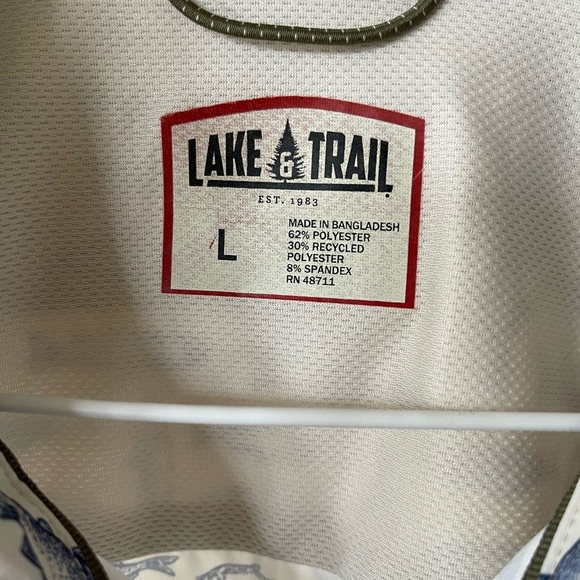 LAKE & TRAIL
EST. 1983
L
MADE IN BANGLADESH
62% POLYESTER
30% RECYCLED
POLYESTER
8% SPANDEX
RN 48711